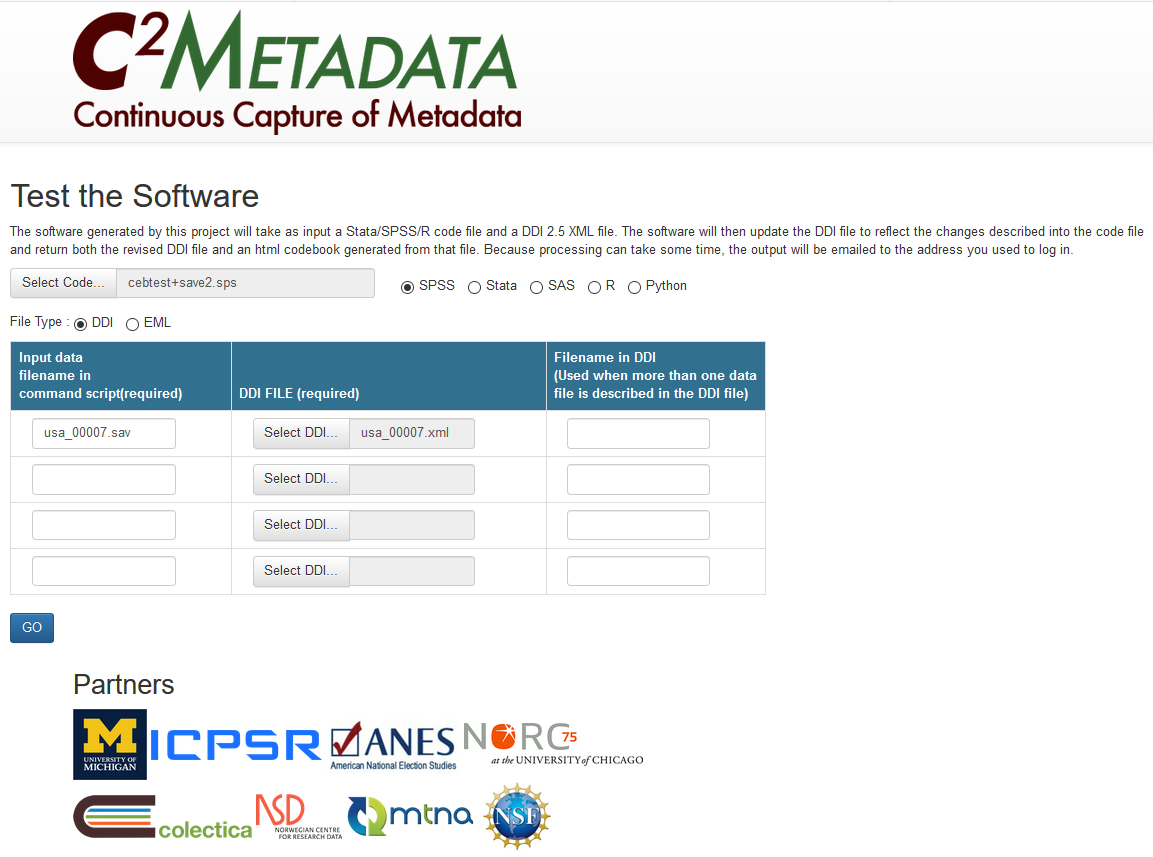 C2METADATA
Continuous Capture of Metadata
Test the Software
The software generated by this project will take as input a Stata/SPSS/R code file and a DDI 2.5 XML file. The software will then update the DDI file to reflect the changes described into the code file
and return both the revised DDI file and an html codebook generated from that file. Because processing can take some time, the output will be emailed to the address you used to log in.
Select Code... cebtest+save2.sps SPSS Stata SAS R Python
File Type : DDI EML
Input data
filename in
command script(required)
DDI FILE (required)
Filename in DDI
(Used when more than one data
file is described in the DDI file)
usa_00007.sav Select DDI... usa_00007.xml
Select DDI...
Select DDI...
Select DDI...
GO
Partners
M
UNIVERSITY OF
MICHIGAN
ICPSR
ANES
American National Election Studies
NORC 75
at the UNIVERSITY of CHICAGO
colectica
NSD
NORWEGIAN CENTRE
FOR RESEARCH DATA
mtna
NSF